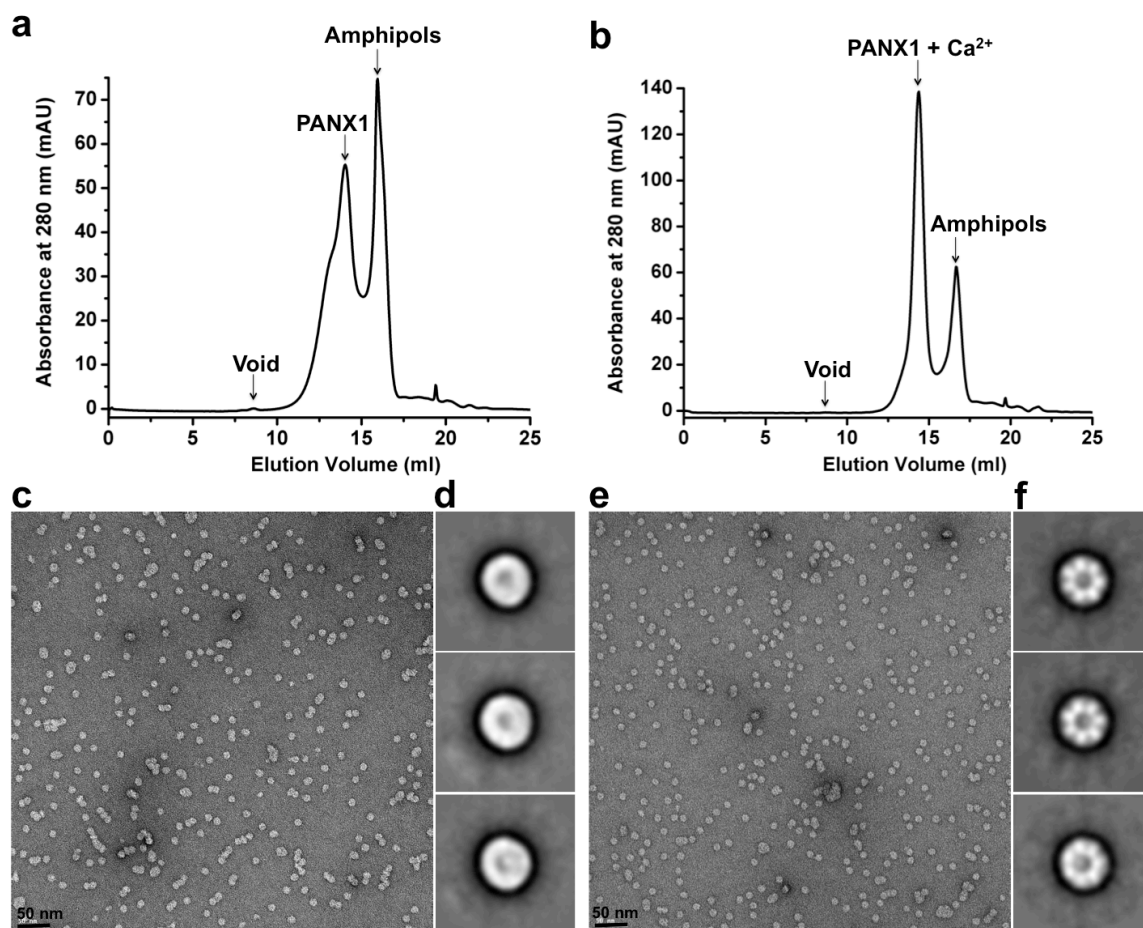 a
Amphipols
PANX1
Void
Absorbance at 280 nm (mAU)
70
60
50
40
30
20
10
0
0 5 10 15 20 25
Elution Volume (ml)
b
PANX1 + Ca²⁺
Amphipols
Void
Absorbance at 280 nm (mAU)
140
120
100
80
60
40
20
0
0 5 10 15 20 25
Elution Volume (ml)
c
50 nm
d
e
50 nm
f